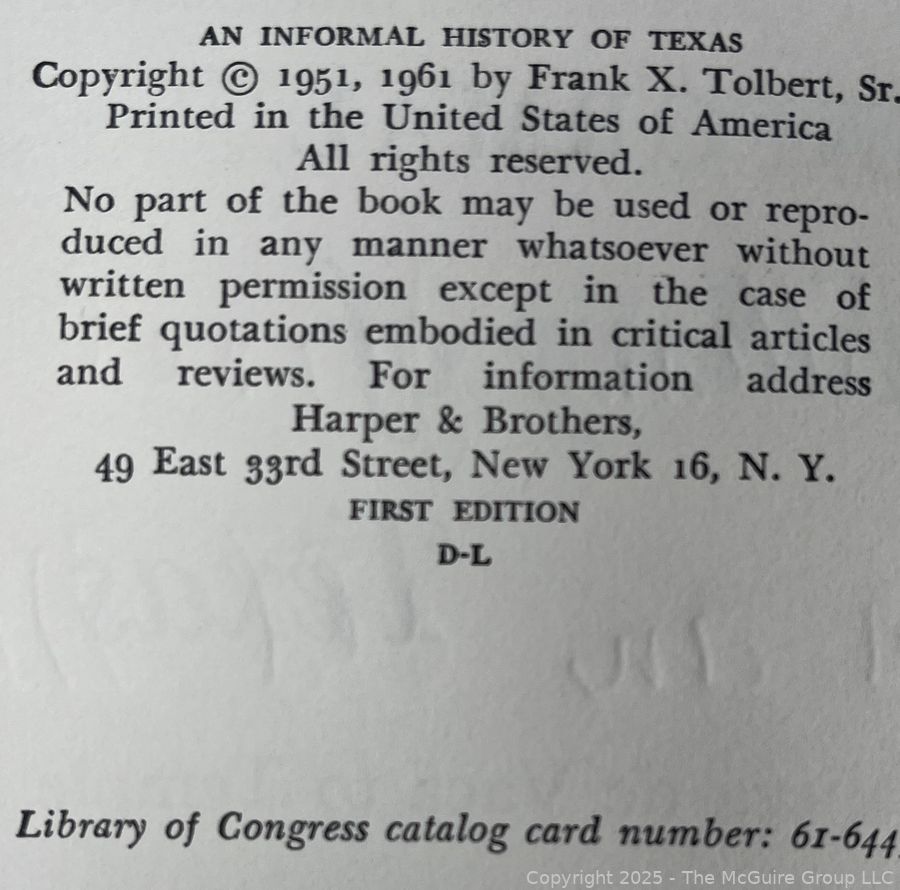 AN INFORMAL HISTORY OF TEXAS
Copyright © 1951, 1961 by Frank X. Tolbert, Sr.
Printed in the United States of America
All rights reserved.
No part of the book may be used or repro-
duced in any manner whatsoever without
written permission except in the case of
brief quotations embodied in critical articles
and reviews. For information address
Harper & Brothers,
49 East 33rd Street, New York 16, N. Y.
FIRST EDITION
D-L
Library of Congress catalog card number: 61-644
Copyright 2025 - The McGuire Group LLC